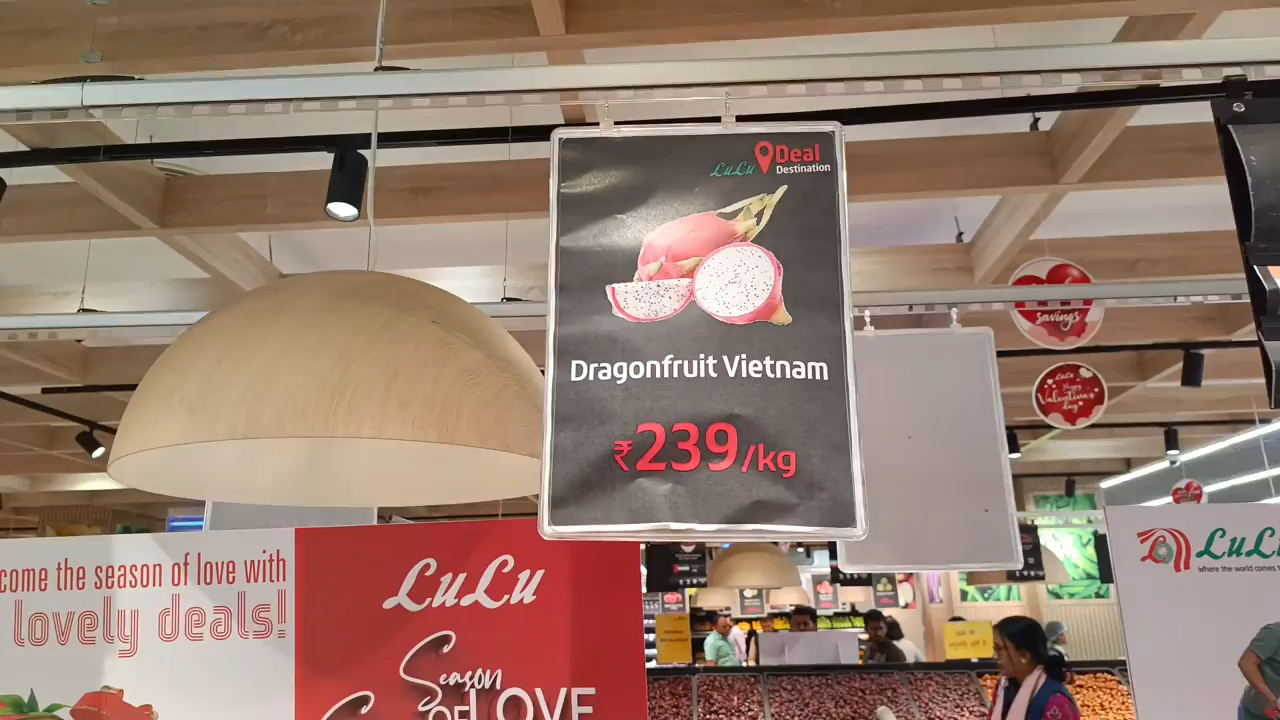 LuLu Deal
Destination
Dragonfruit Vietnam
₹239/kg
savings
LuLu
Happy
Valentine's
day
come the season of love with
lovely deals!
LuLu
Season
OF LOVE
LuLu
Where the world comes